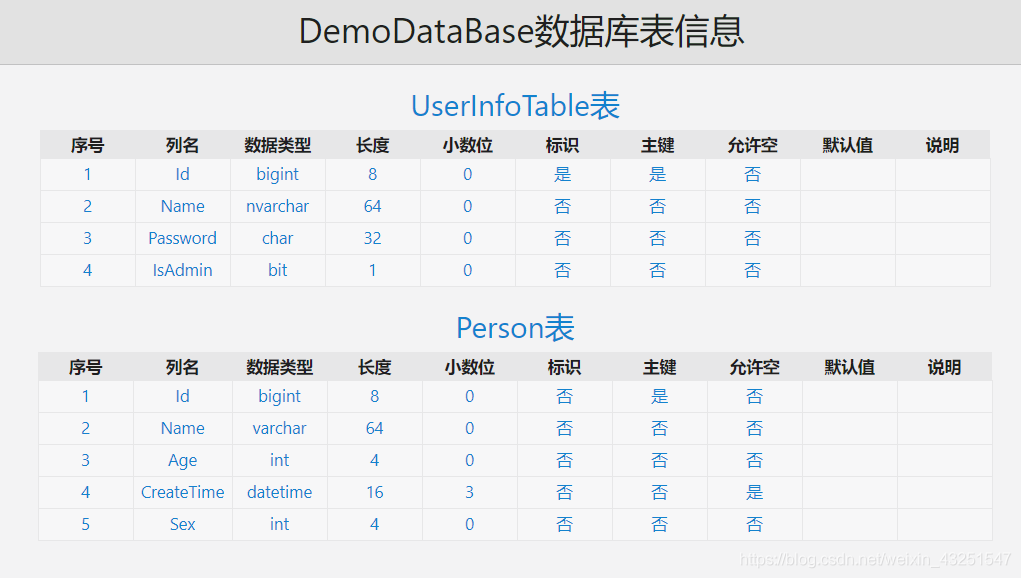 DemoDataBase数据库表信息
UserInfoTable表
序号 列名 数据类型 长度 小数位 标识 主键 允许空 默认值 说明
1 Id bigint 8 0 是 是 否
2 Name nvarchar 64 0 否 否 否
3 Password char 32 0 否 否 否
4 IsAdmin bit 1 0 否 否 否
Person表
序号 列名 数据类型 长度 小数位 标识 主键 允许空 默认值 说明
1 Id bigint 8 0 否 是 否
2 Name varchar 64 0 否 否 否
3 Age int 4 0 否 否 否
4 CreateTime datetime 16 3 否 否 是
5 Sex int 4 0 否 否 否
https://blog.csdn.net/weixin_43251547